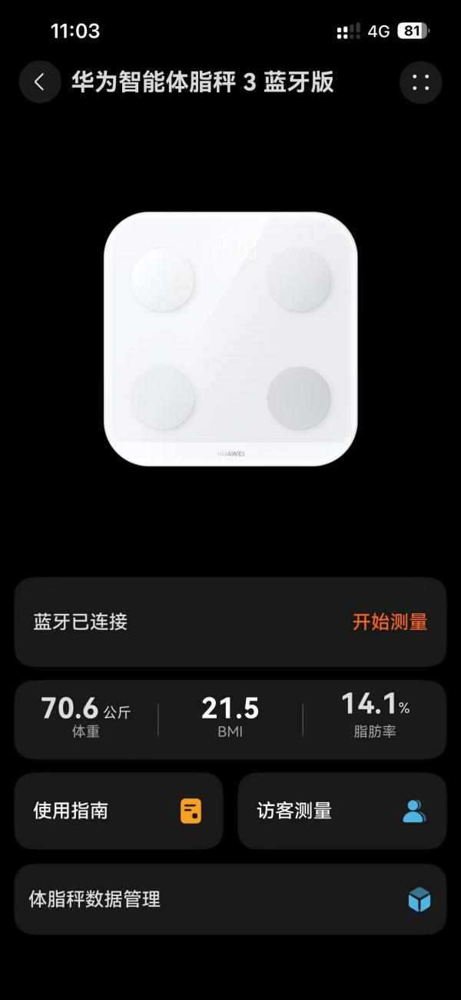 11:03
4G 81
华为智能体脂秤 3 蓝牙版
HUAWEI
蓝牙已连接 开始测量
70.6 公斤 21.5 14.1%
体重 BMI 脂肪率
使用指南 访客测量
体脂秤数据管理